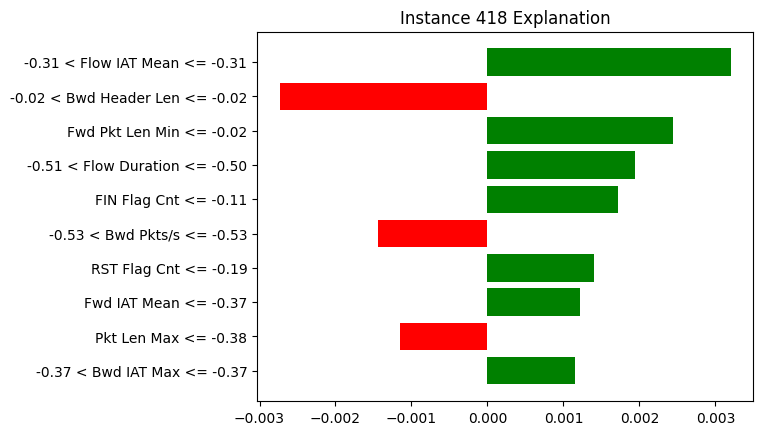 Instance 418 Explanation
-0.31 < Flow IAT Mean <= -0.31
-0.02 < Bwd Header Len <= -0.02
Fwd Pkt Len Min <= -0.02
-0.51 < Flow Duration <= -0.50
FIN Flag Cnt <= -0.11
-0.53 < Bwd Pkts/s <= -0.53
RST Flag Cnt <= -0.19
Fwd IAT Mean <= -0.37
Pkt Len Max <= -0.38
-0.37 < Bwd IAT Max <= -0.37
−0.003 −0.002 −0.001 0.000 0.001 0.002 0.003